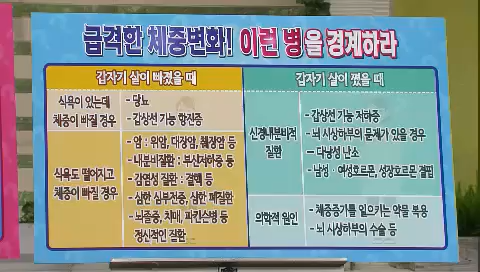 급격한 체중변화! 이런 병을 경계하라
갑자기 살이 빠졌을 때
식욕이 있는데
체중이 빠질 경우
- 당뇨
- 갑상선 기능 항진증
식욕도 떨어지고
체중이 빠질 경우
- 암 : 위암, 대장암, 췌장암 등
- 내분비질환 : 부신저하증 등
- 감염성 질환 : 결핵 등
- 심한 심부전증, 심한 폐질환
- 뇌졸중, 치매, 파킨슨병 등
정신적인 질환
갑자기 살이 쪘을 때
신경내분비적
질환
- 갑상선 기능 저하증
- 뇌 시상하부의 문제가 있을 경우
- 다낭성 난소
- 남성 · 여성호르몬, 성장호르몬 결핍
의학적 원인
- 체중증가를 일으키는 약물 복용
- 뇌 시상하부의 수술 등